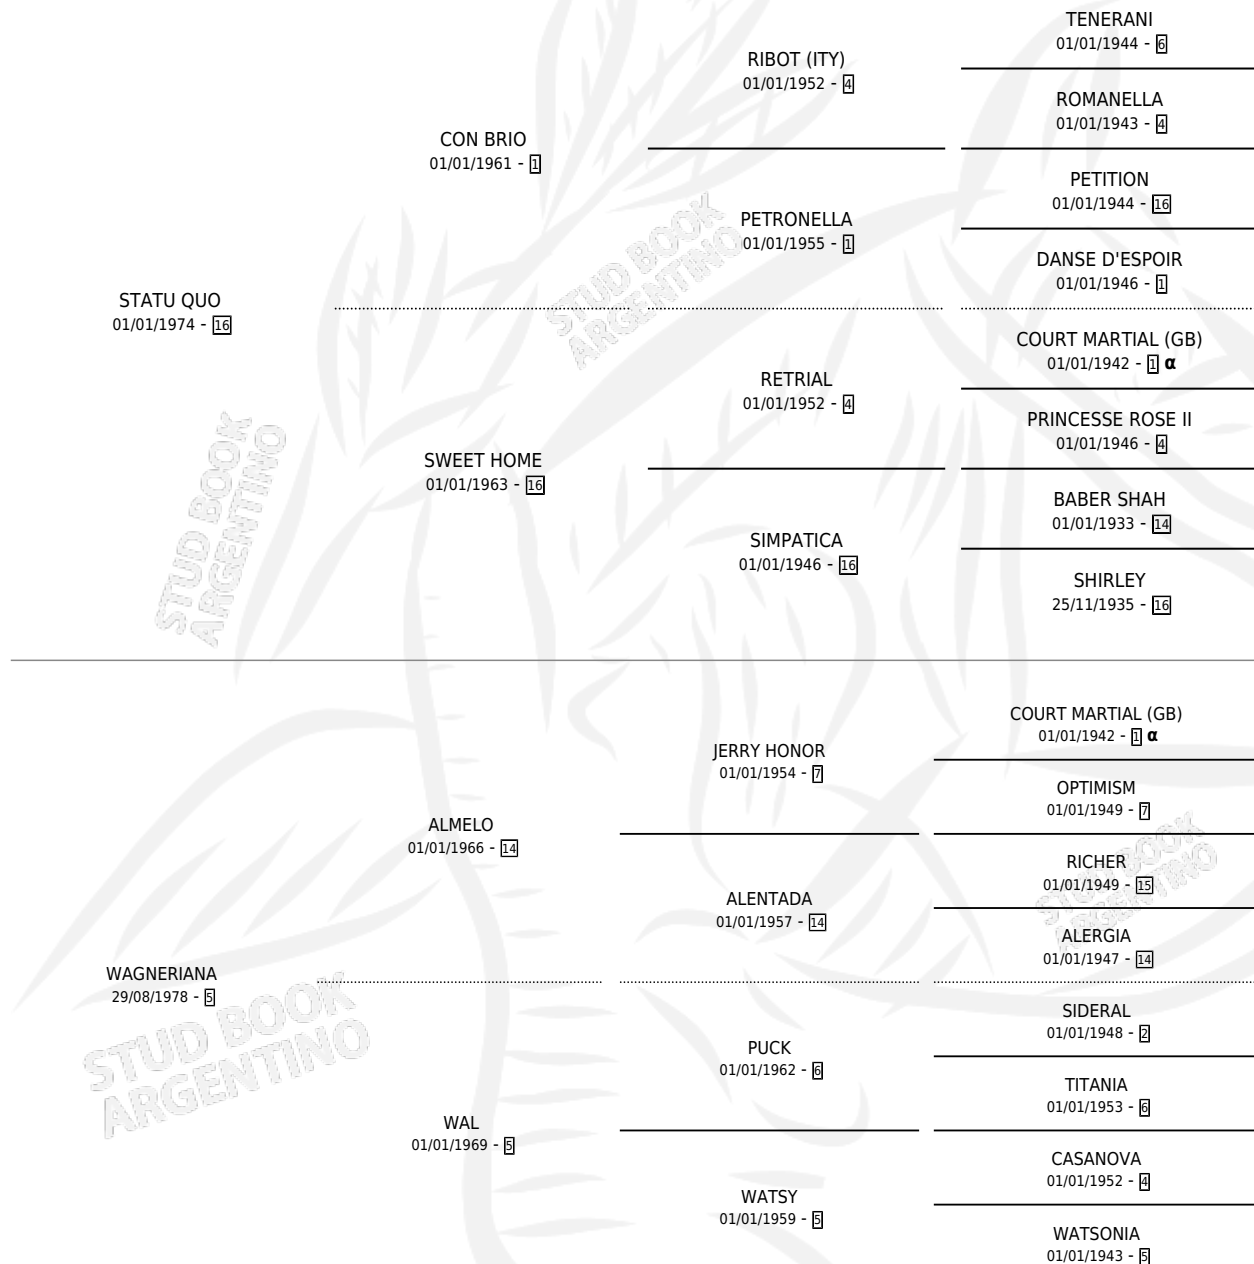 TENERANI
01/01/1944 - 6
RIBOT (ITY)
01/01/1952 - 4
ROMANELLA
01/01/1943 - 4
CON BRIO
01/01/1961 - 1
PETITION
01/01/1944 - 16
PETRONELLA
01/01/1955 - 1
DANSE D'ESPOIR
01/01/1946 - 1
STATU QUO
01/01/1974 - 16
COURT MARTIAL (GB)
01/01/1942 - 1 α
RETRIAL
01/01/1952 - 4
PRINCESSE ROSE II
01/01/1946 - 4
SWEET HOME
01/01/1963 - 16
BABER SHAH
01/01/1933 - 14
SIMPATICA
01/01/1946 - 16
SHIRLEY
25/11/1935 - 16
COURT MARTIAL (GB)
01/01/1942 - 1 α
JERRY HONOR
01/01/1954 - 7
OPTIMISM
01/01/1949 - 7
ALMELO
01/01/1966 - 14
RICHER
01/01/1949 - 15
ALENTADA
01/01/1957 - 14
ALERGIA
01/01/1947 - 14
WAGNERIANA
29/08/1978 - 5
SIDERAL
01/01/1948 - 2
PUCK
01/01/1962 - 6
TITANIA
01/01/1953 - 6
WAL
01/01/1969 - 5
CASANOVA
01/01/1952 - 4
WATSY
01/01/1959 - 5
WATSONIA
01/01/1943 - 5
STUD BOOK
ARGENTINO
STUD BOOK
ARGENTINO
STUD BOOK
ARGENTINO
STUD BOOK
ARGENTINO